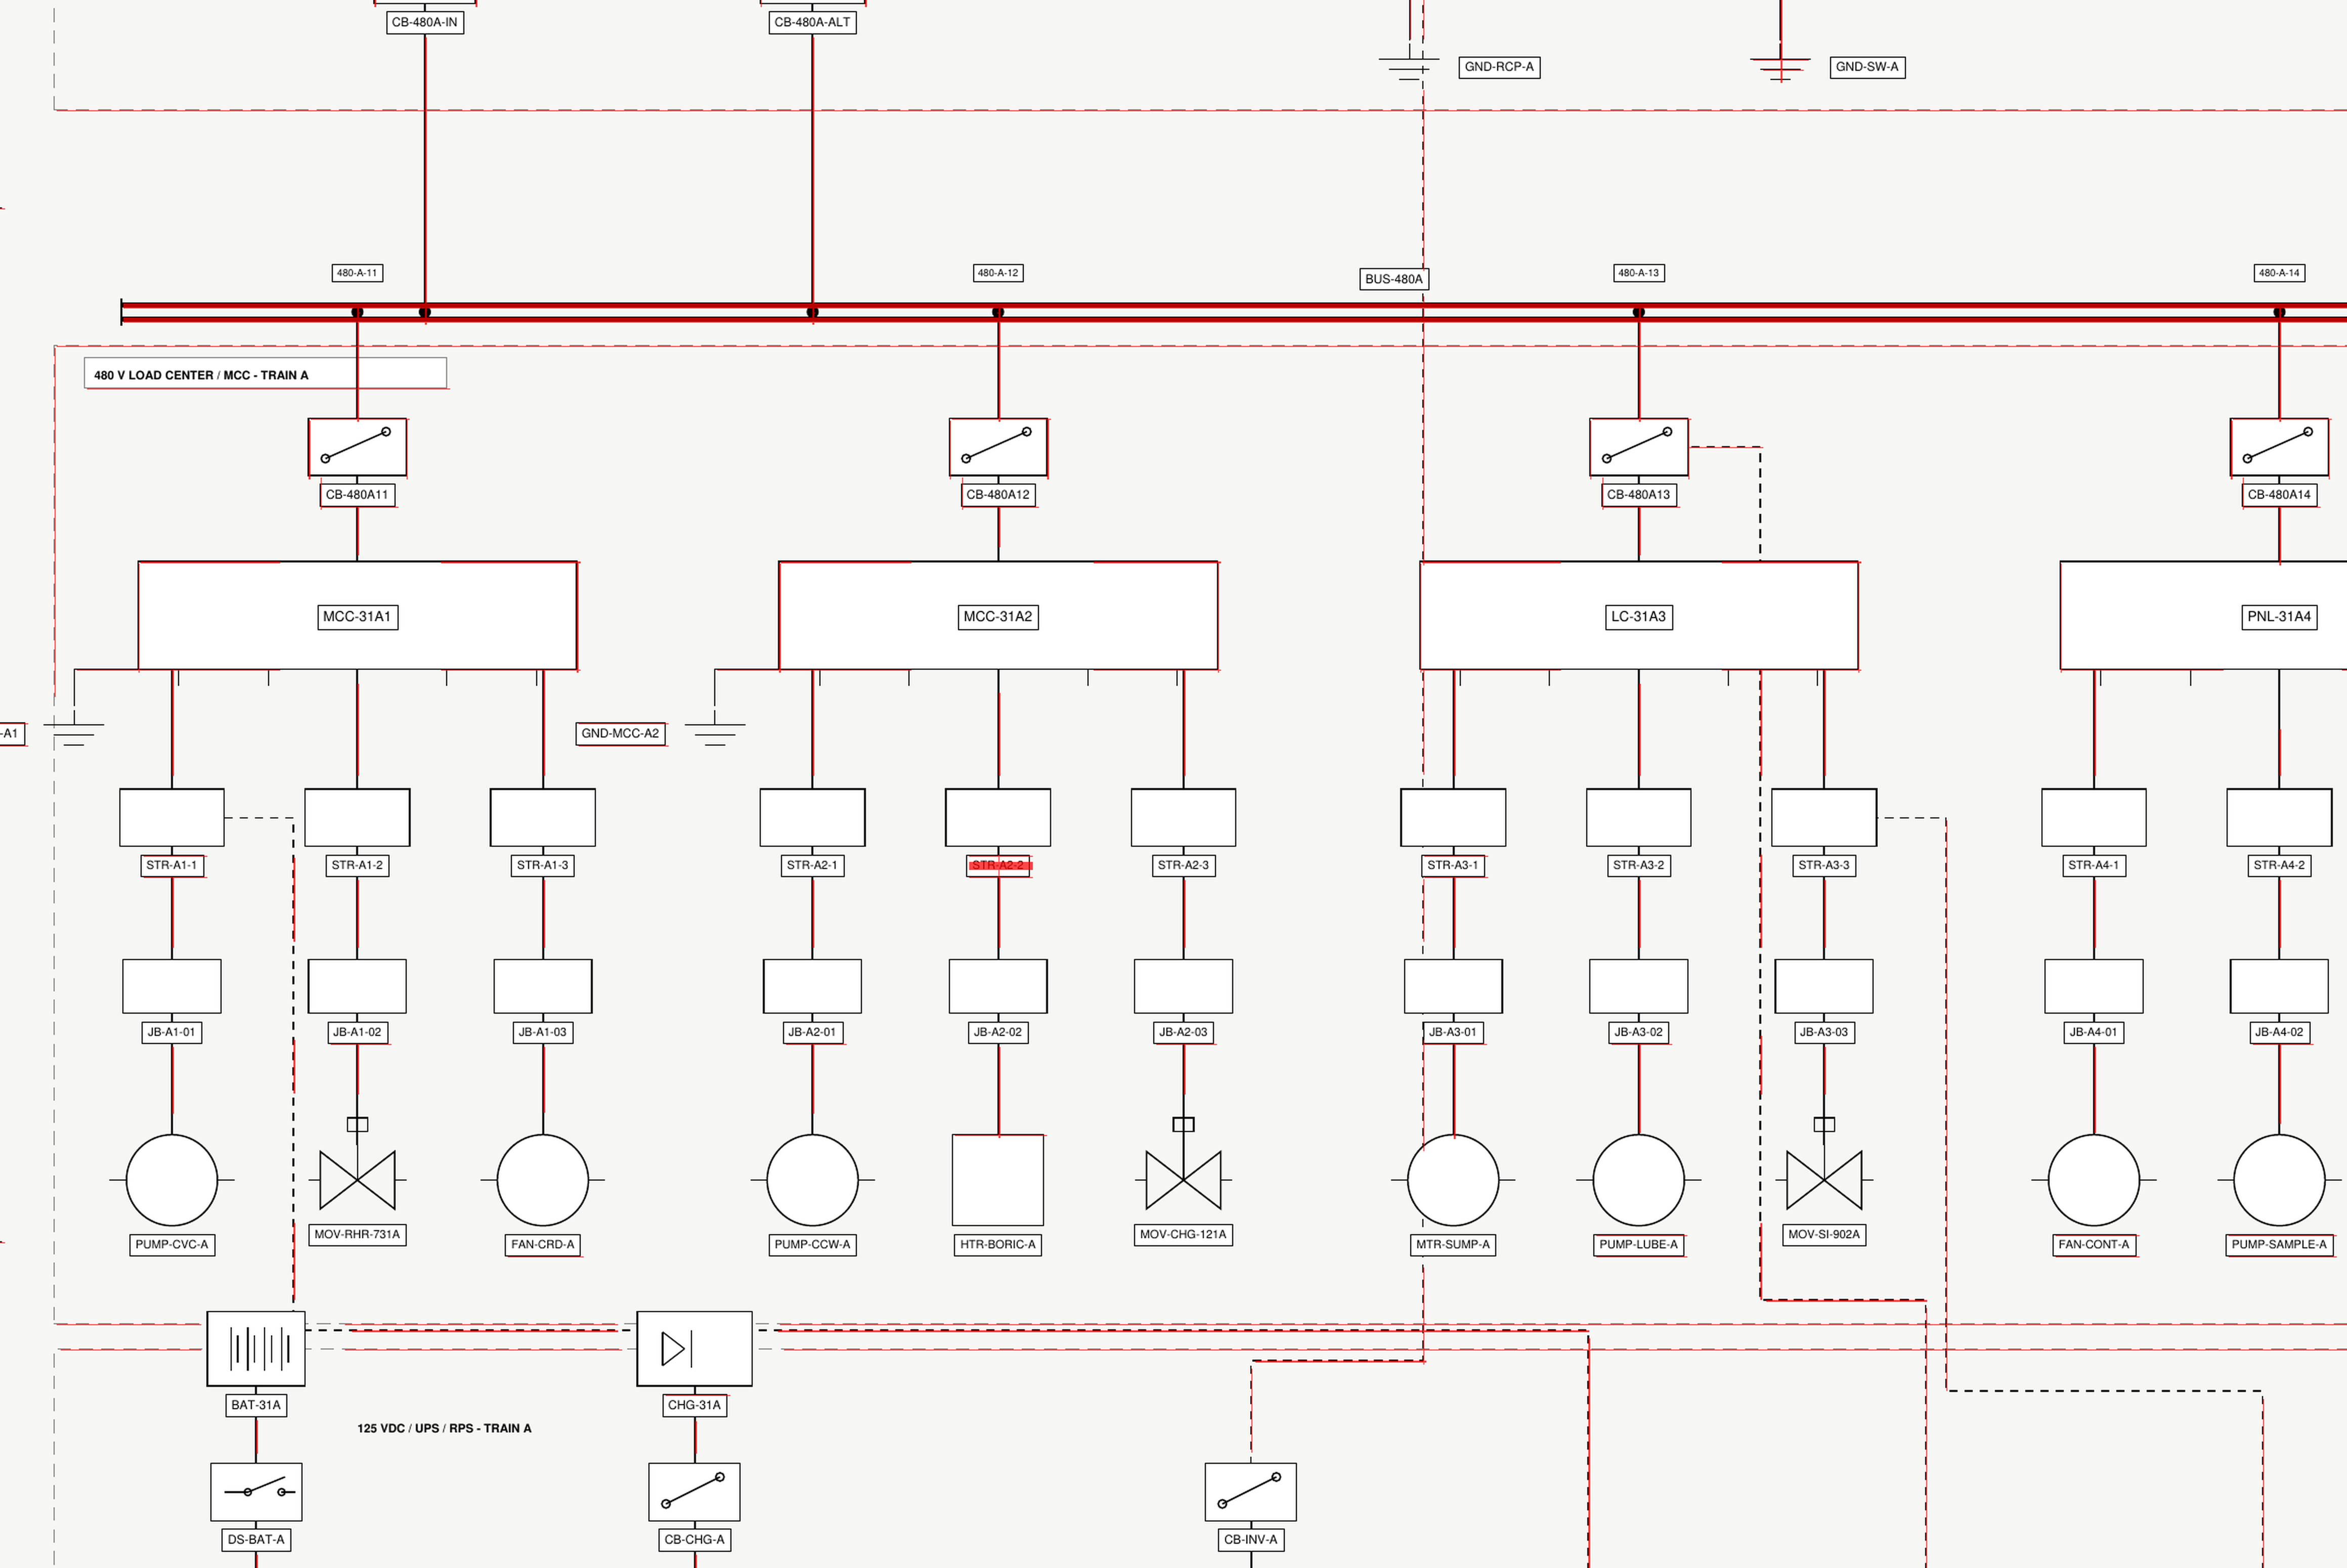 CB-480A-IN
CB-480A-ALT
GND-RCP-A
GND-SW-A
480-A-11
480-A-12
BUS-480A
480-A-13
480-A-14
480 V LOAD CENTER / MCC - TRAIN A
CB-480A11
CB-480A12
CB-480A13
CB-480A14
MCC-31A1
MCC-31A2
LC-31A3
PNL-31A4
-A1
GND-MCC-A2
STR-A1-1
STR-A1-2
STR-A1-3
STR-A2-1
STR-A2-2
STR-A2-3
STR-A3-1
STR-A3-2
STR-A3-3
STR-A4-1
STR-A4-2
JB-A1-01
JB-A1-02
JB-A1-03
JB-A2-01
JB-A2-02
JB-A2-03
JB-A3-01
JB-A3-02
JB-A3-03
JB-A4-01
JB-A4-02
PUMP-CVC-A
MOV-RHR-731A
FAN-CRD-A
PUMP-CCW-A
HTR-BORIC-A
MOV-CHG-121A
MTR-SUMP-A
PUMP-LUBE-A
MOV-SI-902A
FAN-CONT-A
PUMP-SAMPLE-A
BAT-31A
CHG-31A
125 VDC / UPS / RPS - TRAIN A
DS-BAT-A
CB-CHG-A
CB-INV-A